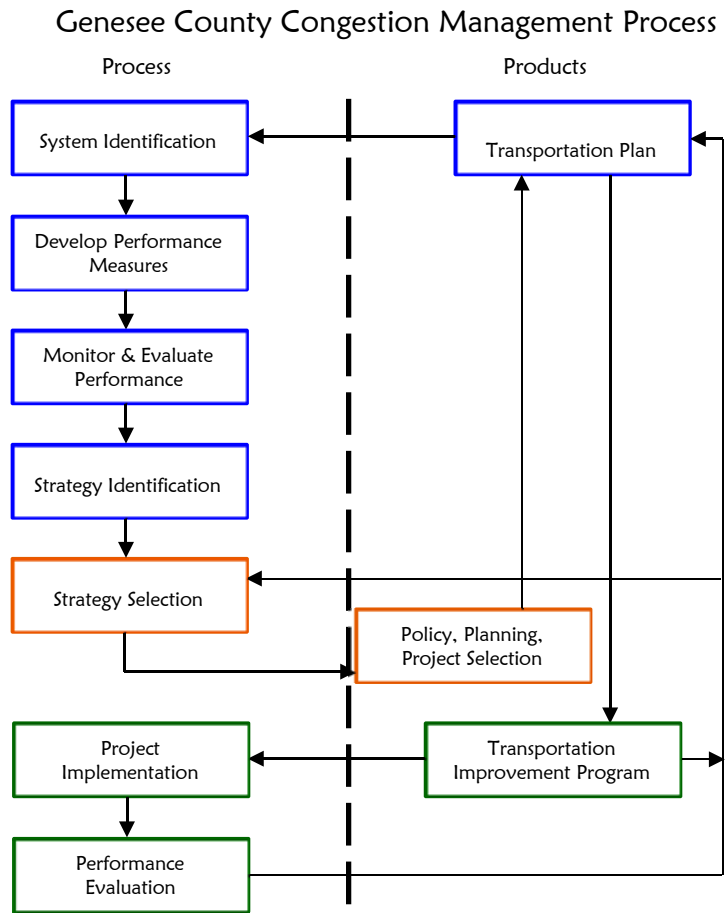 Genesee County Congestion Management Process
Process
Products
System Identification
Transportation Plan
Develop Performance
Measures
Monitor & Evaluate
Performance
Strategy Identification
Strategy Selection
Policy, Planning,
Project Selection
Project
Implementation
Transportation
Improvement Program
Performance
Evaluation